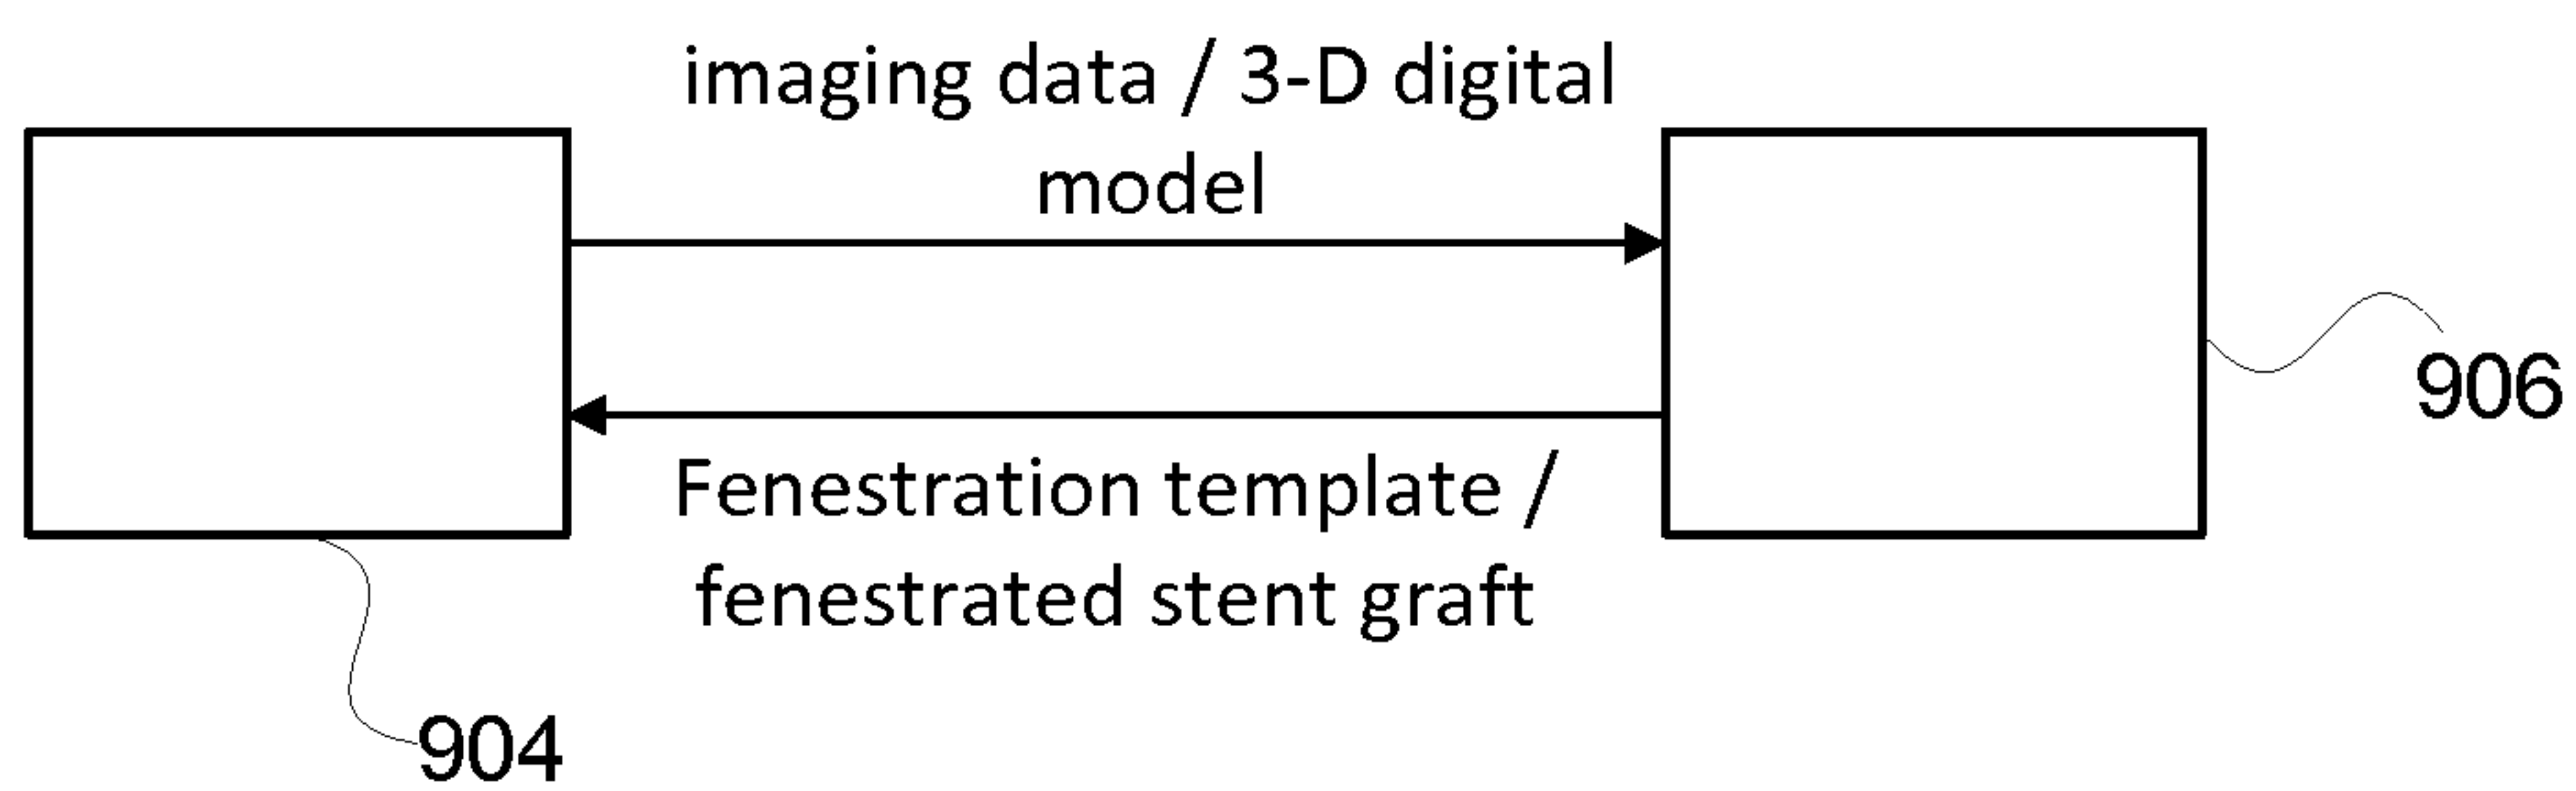 imaging data / 3-D digital
model
906
Fenestration template /
fenestrated stent graft
904